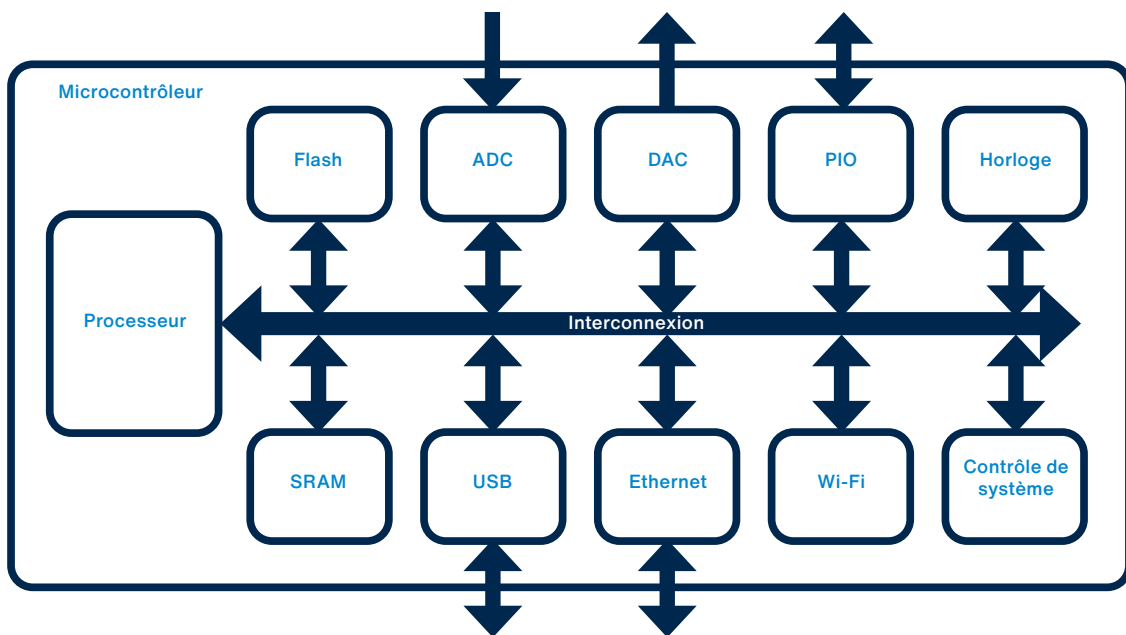 Microcontrôleur
Flash
ADC
DAC
PIO
Horloge
Processeur
Interconnexion
SRAM
USB
Ethernet
Wi-Fi
Contrôle de
système